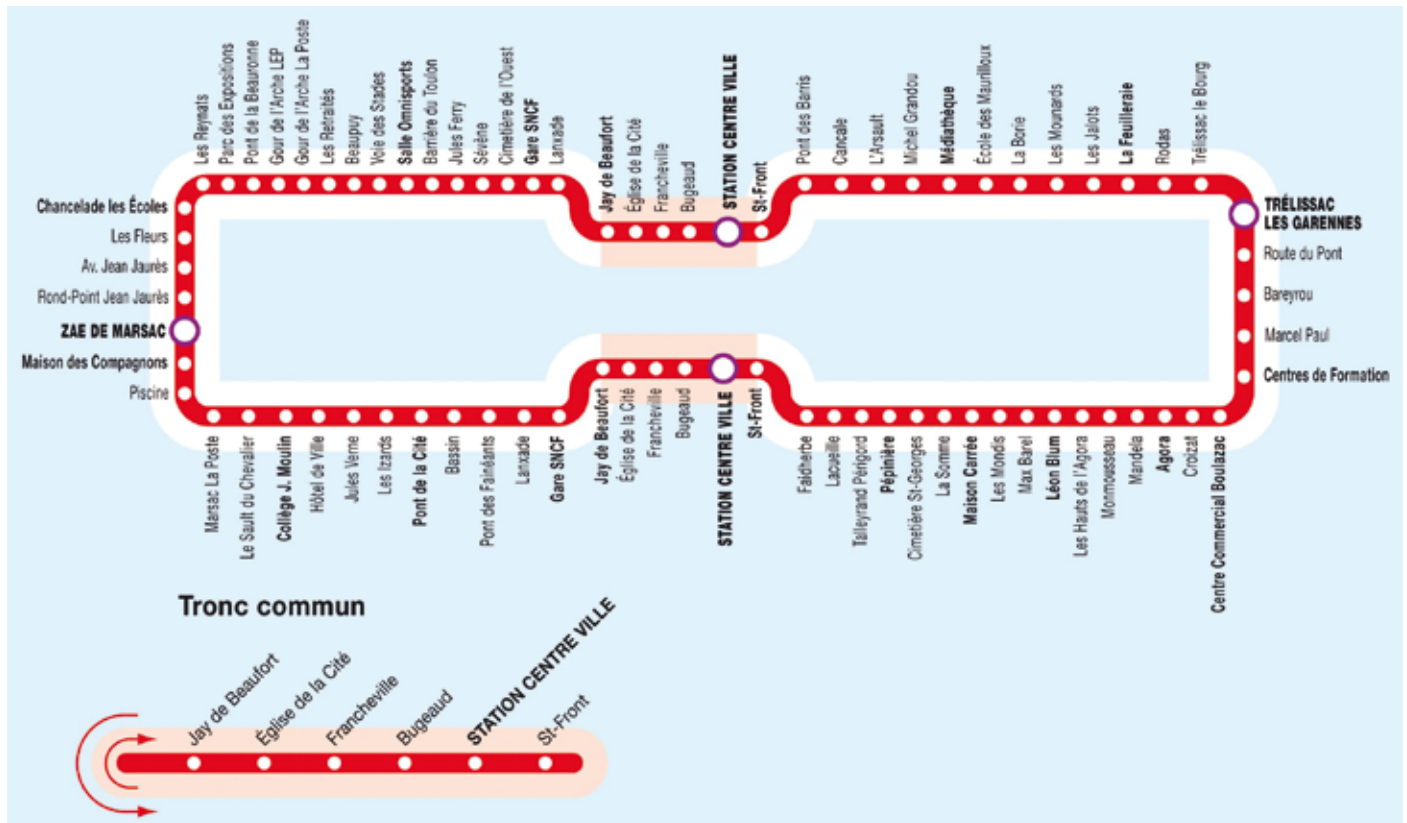 Les Reynats
Parc des Expositions
Pont de la Beauronne
Gour de l'Arche LEP
Gour de l'Arche La Poste
Les Retraités
Beaupuy
Voie des Stades
Salle Omnisports
Barrière du Toulon
Jules Ferry
Sévène
Cimetière de l'Ouest
Gare SNCF
Lanxade
Jay de Beaufort
Église de la Cité
Francheville
Bugeaud
STATION CENTRE VILLE
St-Front
Pont des Barris
Cancale
L'Arsault
Michel Grandou
Médiathèque
École des Maurilloux
La Borie
Les Mounards
Les Jalots
La Feuilleraie
Rodas
Trélissac le Bourg
TRÉLISSAC
LES GARENNES
Route du Pont
Bareyrou
Marcel Paul
Centres de Formation
Chancelade les Écoles
Les Fleurs
Av. Jean Jaurès
Rond-Point Jean Jaurès
ZAE DE MARSAC
Maison des Compagnons
Piscine
Marsac La Poste
Le Sault du Chevalier
Collège J. Moulin
Hôtel de Ville
Jules Verne
Les Izards
Pont de la Cité
Bassin
Pont des Fainéants
Lanxade
Gare SNCF
Jay de Beaufort
Église de la Cité
Francheville
Bugeaud
STATION CENTRE VILLE
St-Front
Faidherbe
Lacueille
Talleyrand Périgord
Pépinière
Cimetière St-Georges
La Somme
Maison Carrée
Les Mondis
Max Barel
Léon Blum
Les Hauts de l'Agora
Monmousseau
Mandela
Agora
Croizat
Centre Commercial Boulazac
Tronc commun
Jay de Beaufort
Église de la Cité
Francheville
Bugeaud
STATION CENTRE VILLE
St-Front